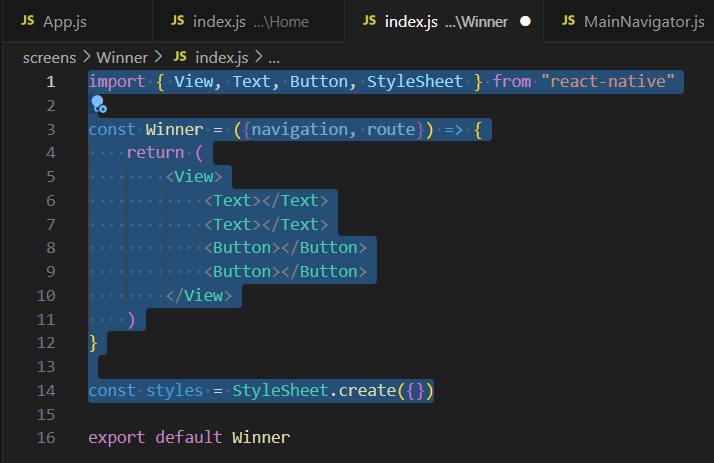 JS App.js JS index.js ...\Home JS index.js ...\Winner JS MainNavigator.js
screens > Winner > JS index.js > ...
1 import { View, Text, Button, StyleSheet } from "react-native"
2
3 const Winner = ({navigation, route}) => {
4 return (
5 <View>
6 <Text></Text>
7 <Text></Text>
8 <Button></Button>
9 <Button></Button>
10 </View>
11 )
12 }
13
14 const styles = StyleSheet.create({})
15
16 export default Winner